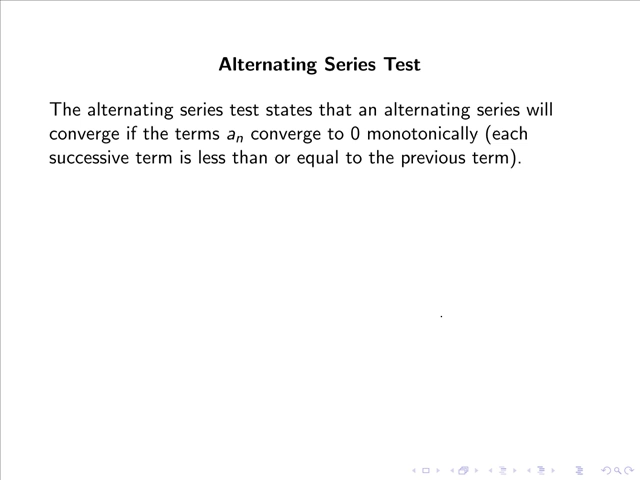 Alternating Series Test
The alternating series test states that an alternating series will
converge if the terms aₙ converge to 0 monotonically (each
successive term is less than or equal to the previous term).